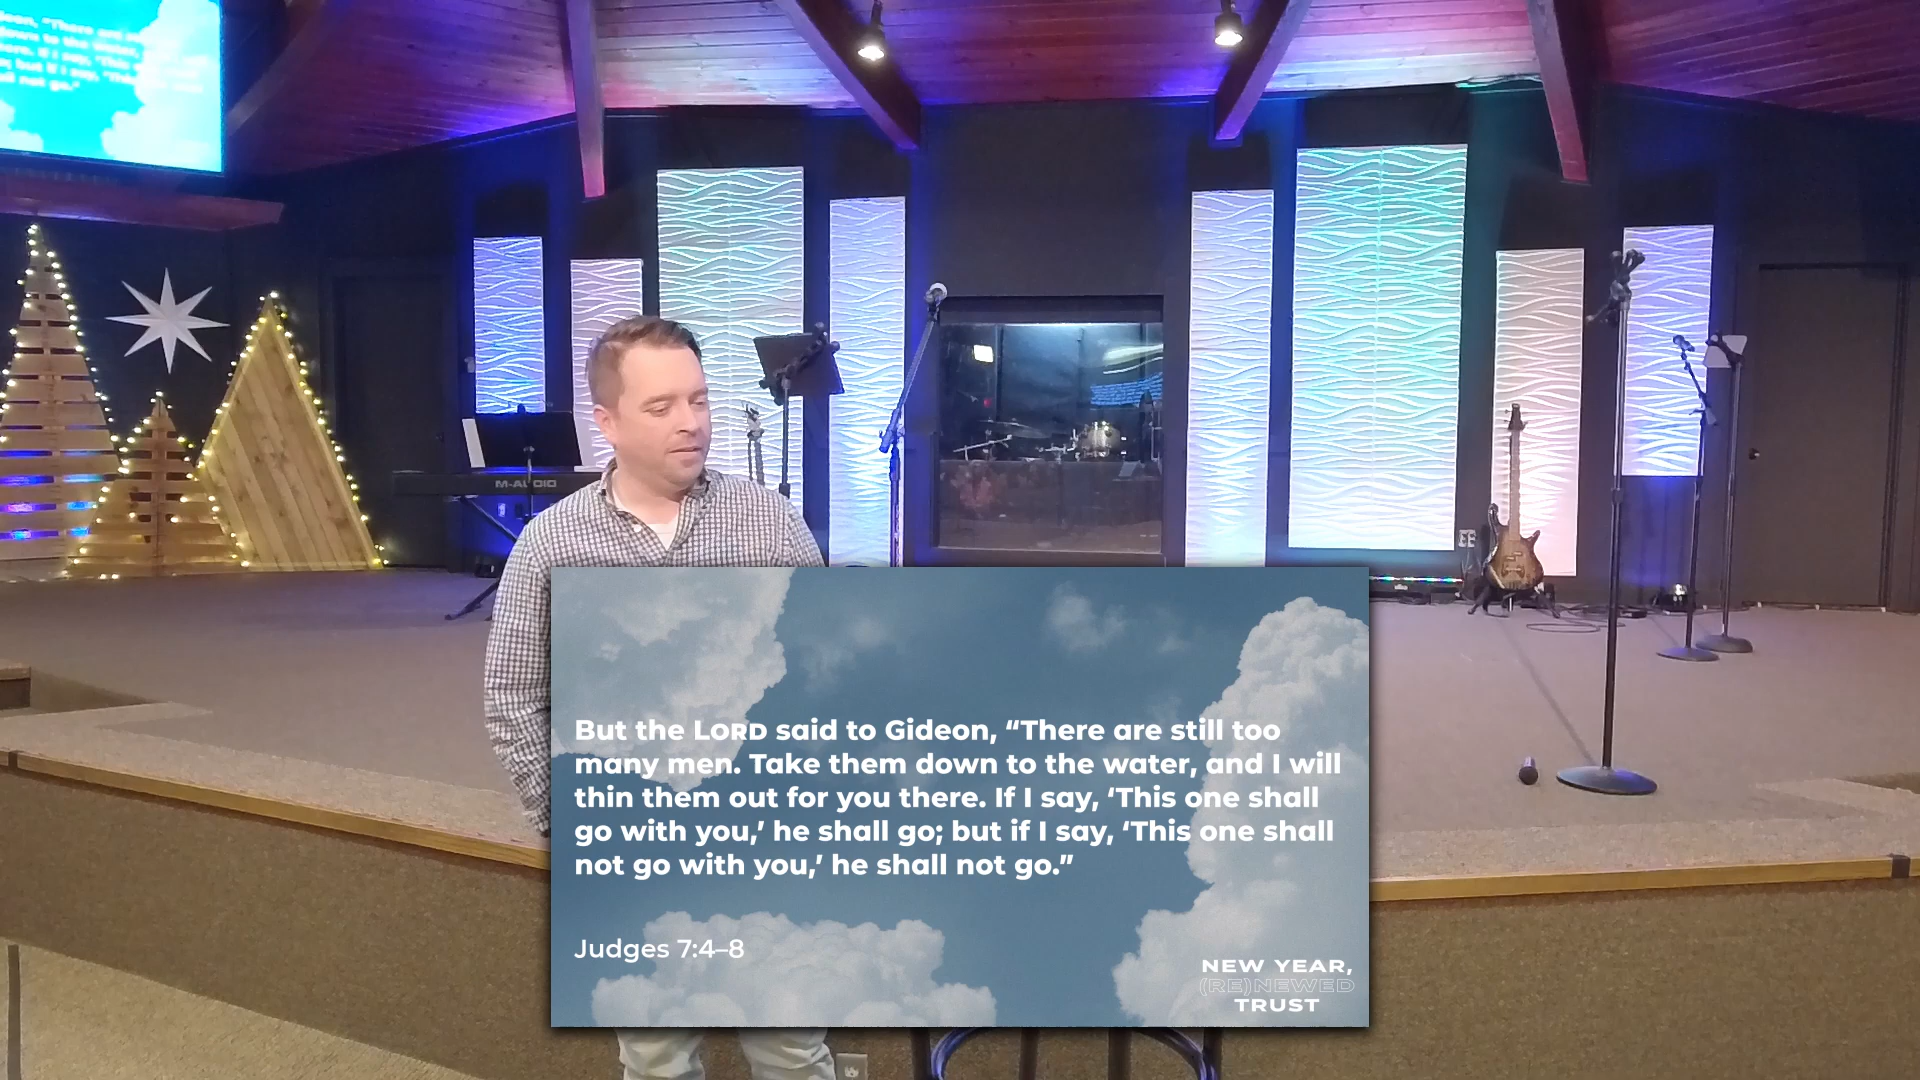 But the LORD said to Gideon, “There are still too
many men. Take them down to the water, and I will
thin them out for you there. If I say, ‘This one shall
go with you,’ he shall go; but if I say, ‘This one shall
not go with you,’ he shall not go.”
Judges 7:4–8
NEW YEAR,
(RE)NEWED
TRUST
M-AUDIO